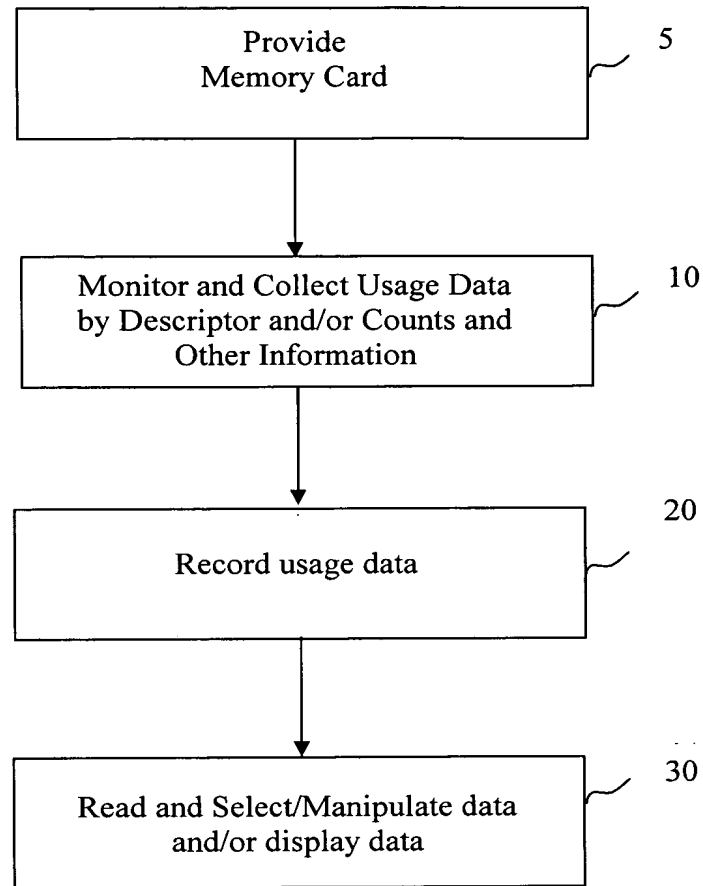 Provide
Memory Card
5
Monitor and Collect Usage Data
by Descriptor and/or Counts and
Other Information
10
Record usage data
20
Read and Select/Manipulate data
and/or display data
30